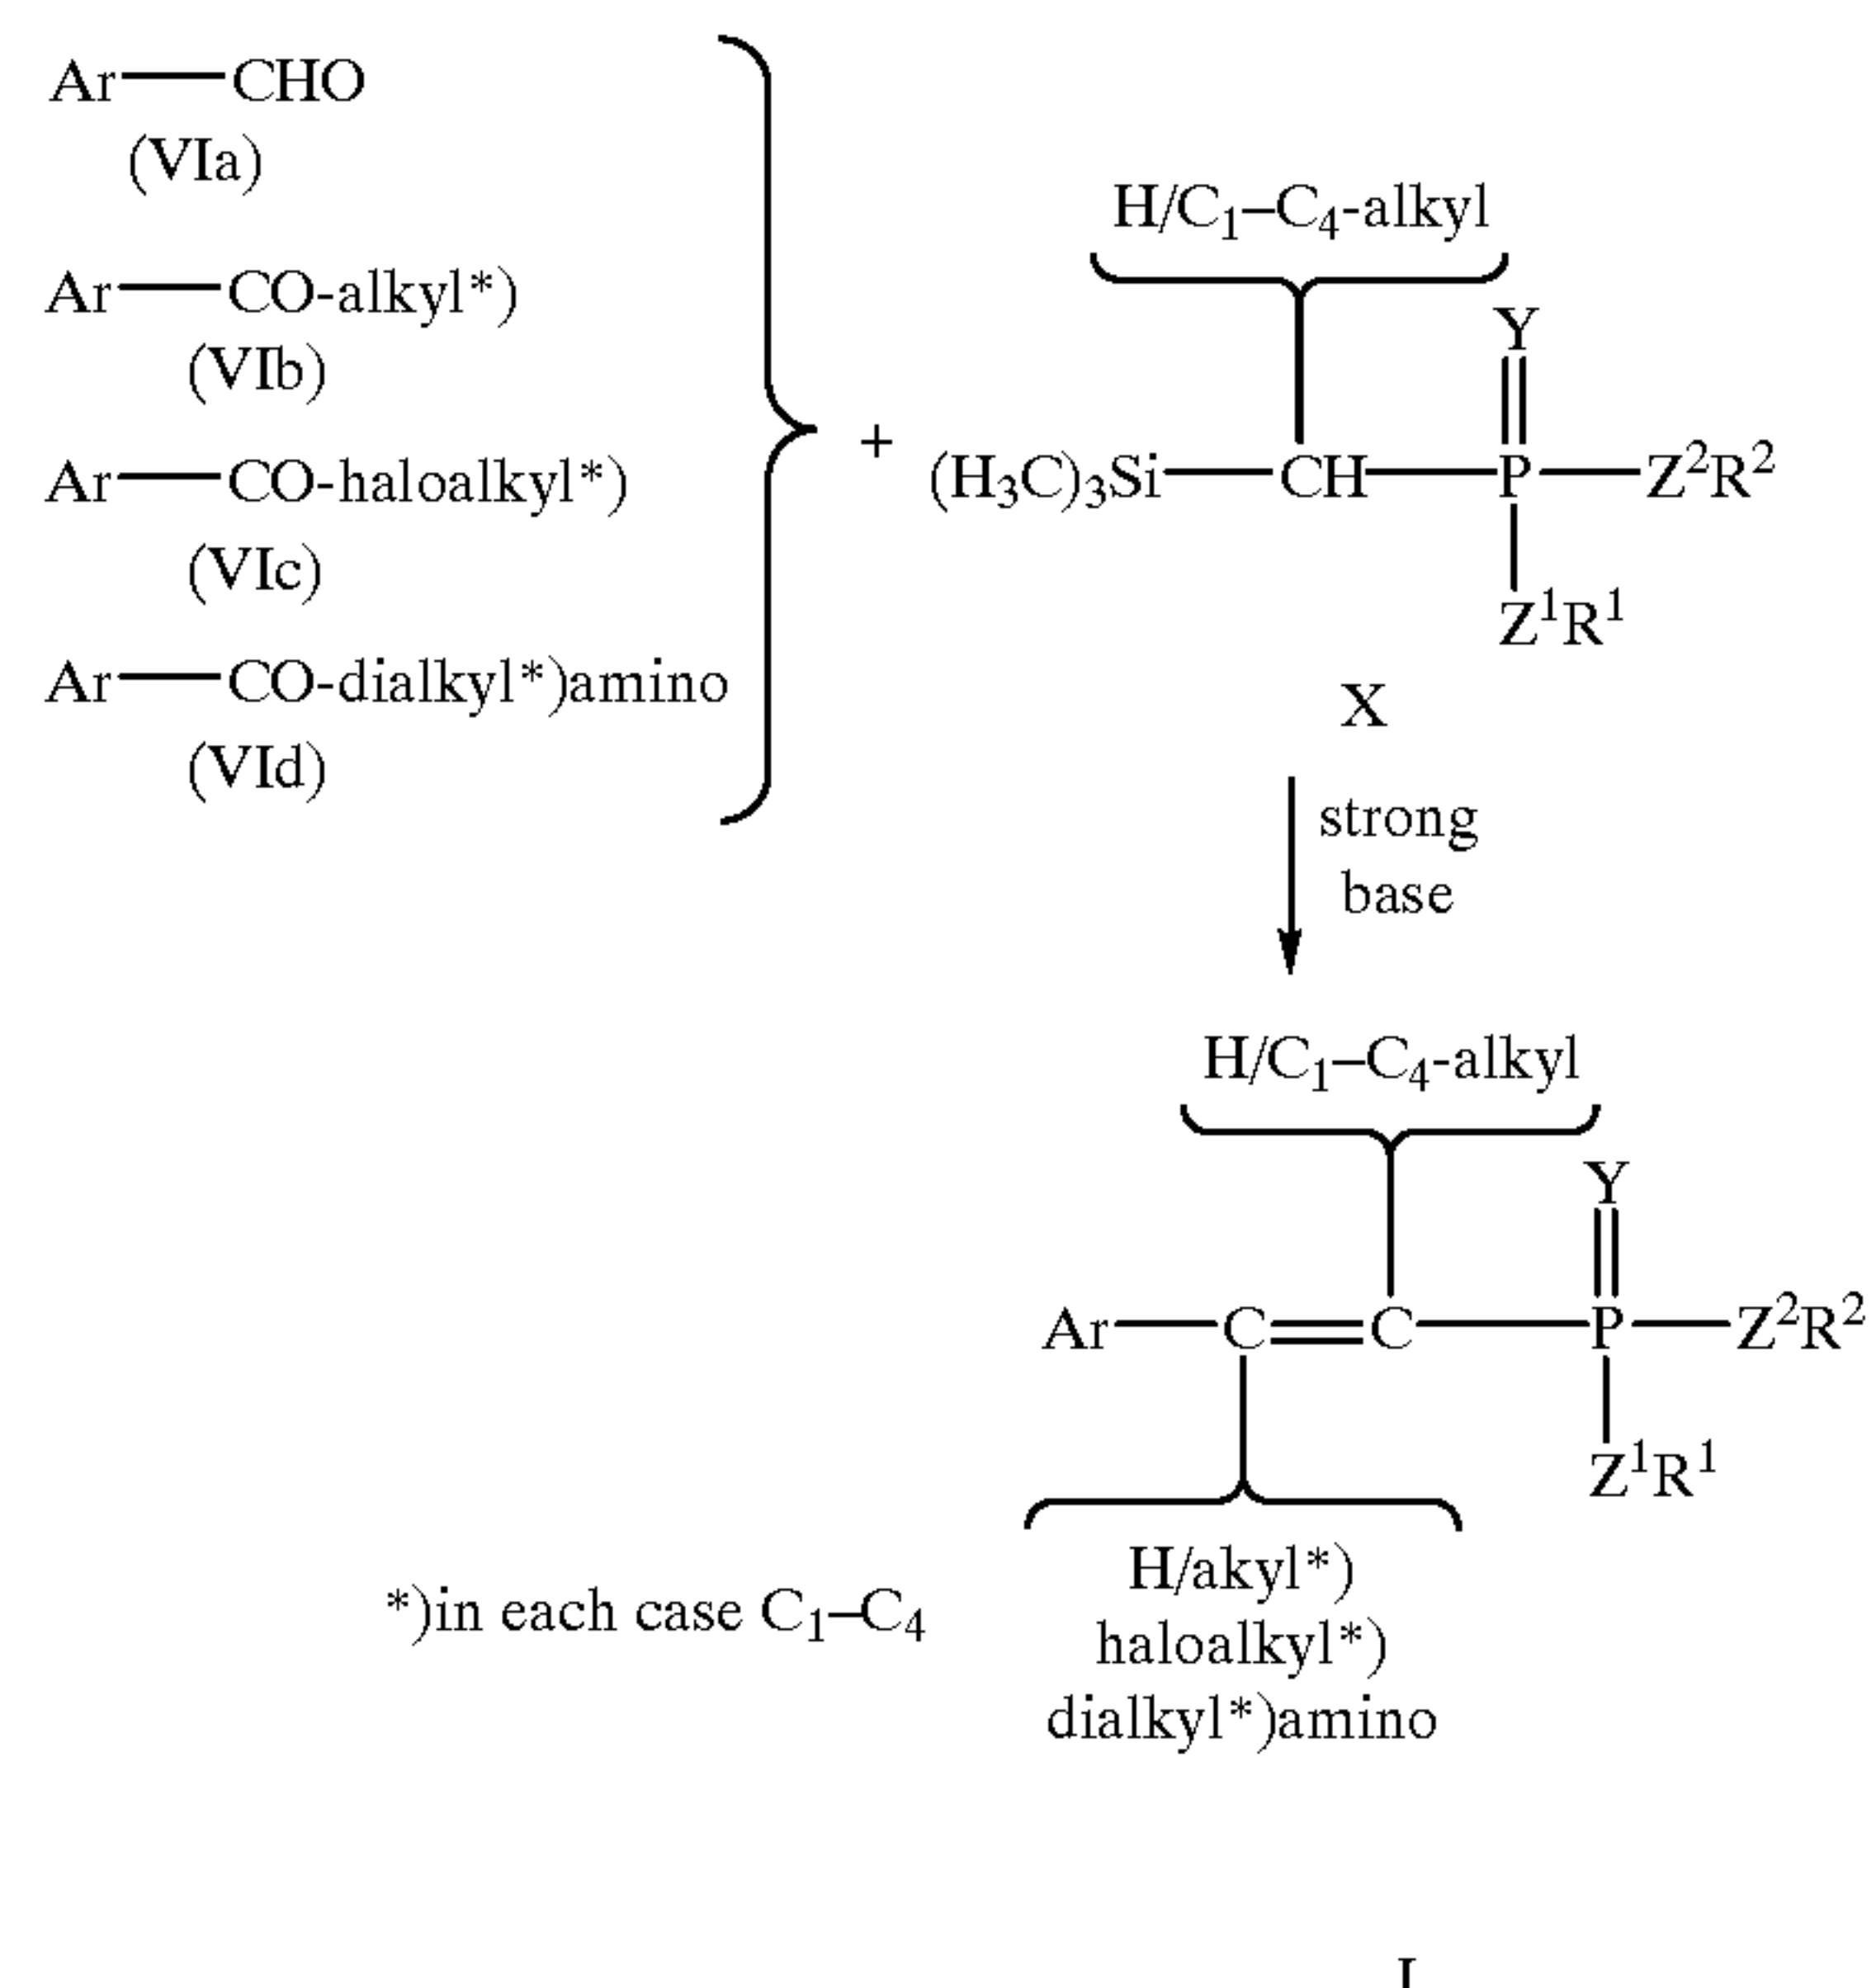 Ar—CHO
(VIa)
Ar—CO-alkyl*)
(VIb)
Ar—CO-haloalkyl*)
(VIc)
Ar—CO-dialkyl*)amino
(VId)
+
H/C₁–C₄-alkyl
Y
(H₃C)₃Si—CH—P—Z²R²
Z¹R¹
X
strong
base
H/C₁–C₄-alkyl
Y
Ar—C=C—P—Z²R²
Z¹R¹
H/akyl*)
haloalkyl*)
dialkyl*)amino
*)in each case C₁–C₄
I